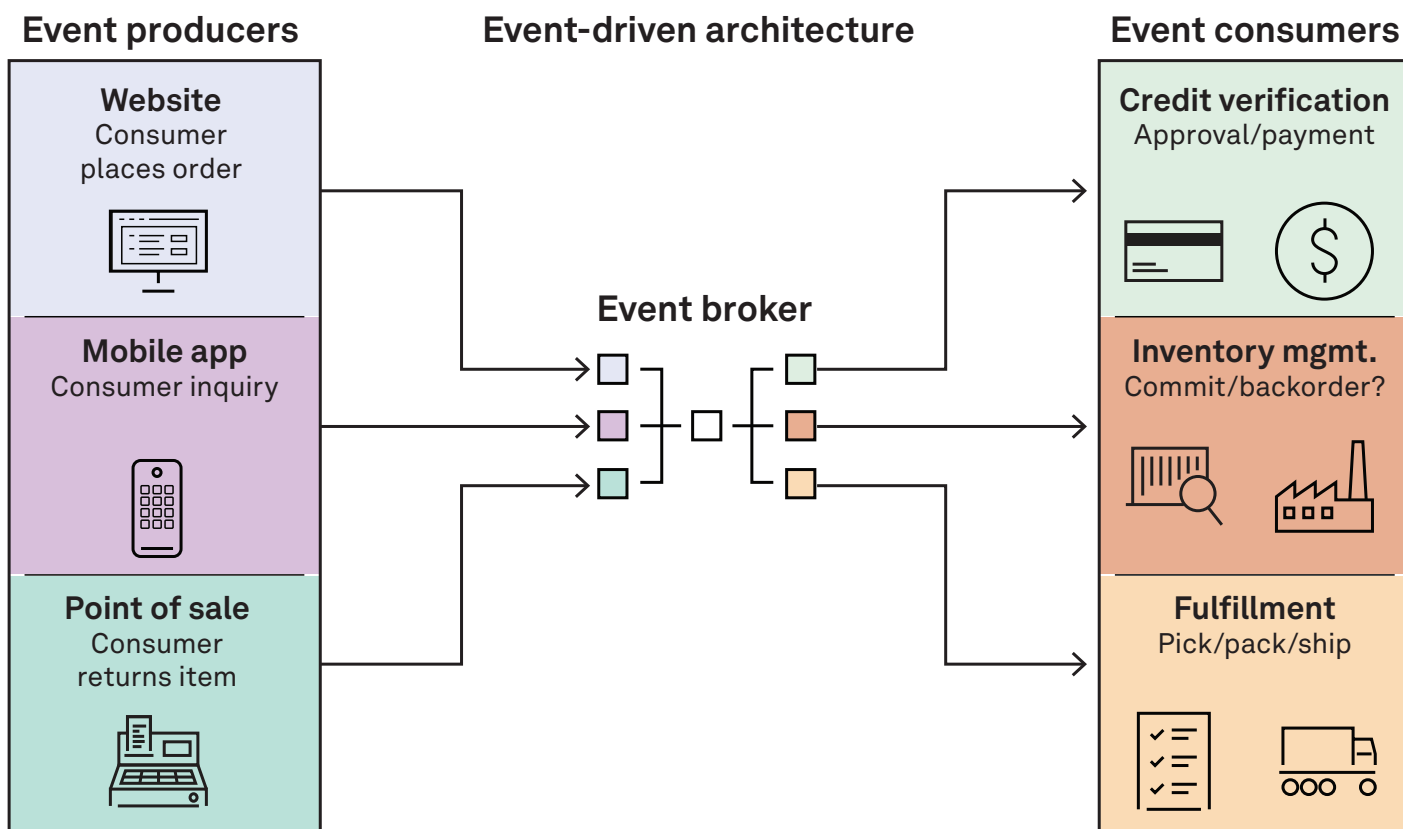 Event producers
Event-driven architecture
Event consumers
Website
Consumer
places order
Mobile app
Consumer inquiry
Point of sale
Consumer
returns item
Event broker
Credit verification
Approval/payment
$
Inventory mgmt.
Commit/backorder?
Fulfillment
Pick/pack/ship